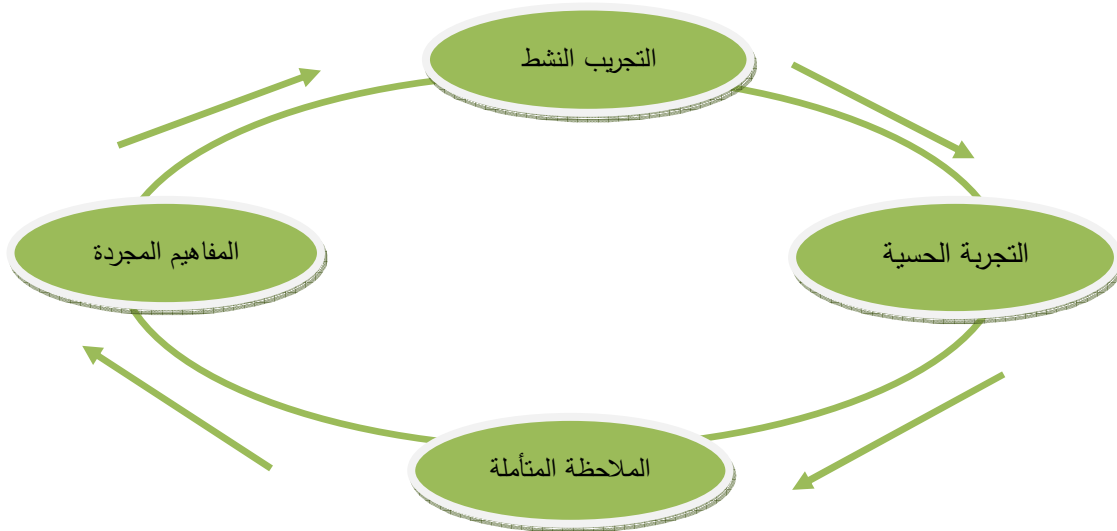 التجريب النشط
التجربة الحسية
المفاهيم المجردة
الملاحظة المتأملة